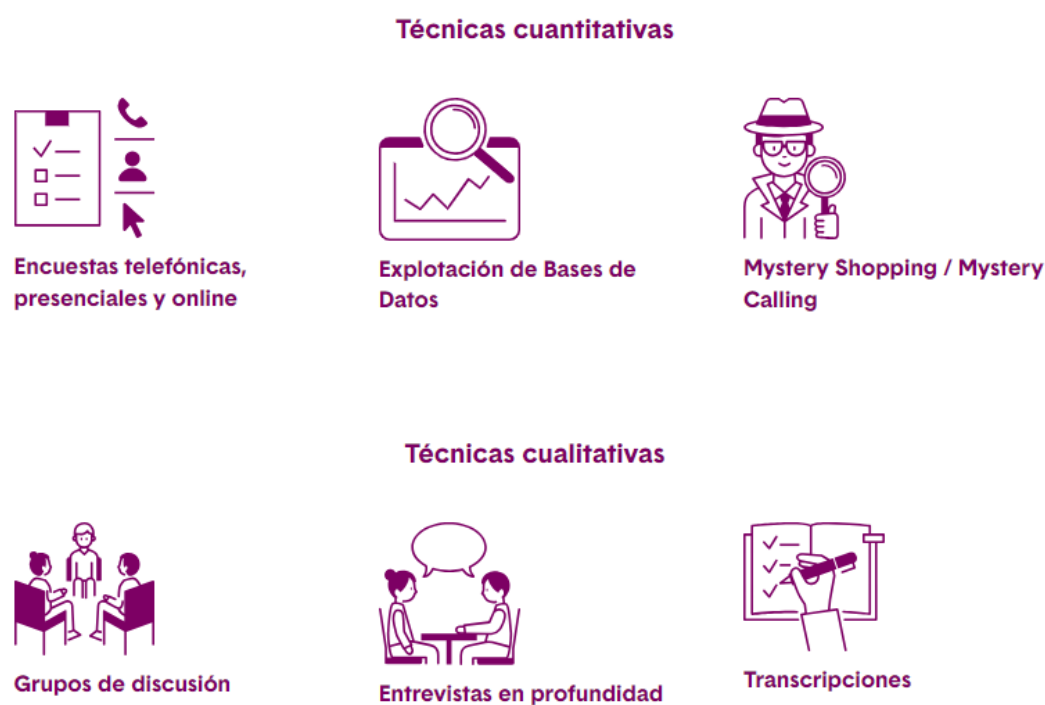 Técnicas cuantitativas
Encuestas telefónicas,
presenciales y online
Explotación de Bases de
Datos
Mystery Shopping / Mystery
Calling
Técnicas cualitativas
Grupos de discusión
Entrevistas en profundidad
Transcripciones